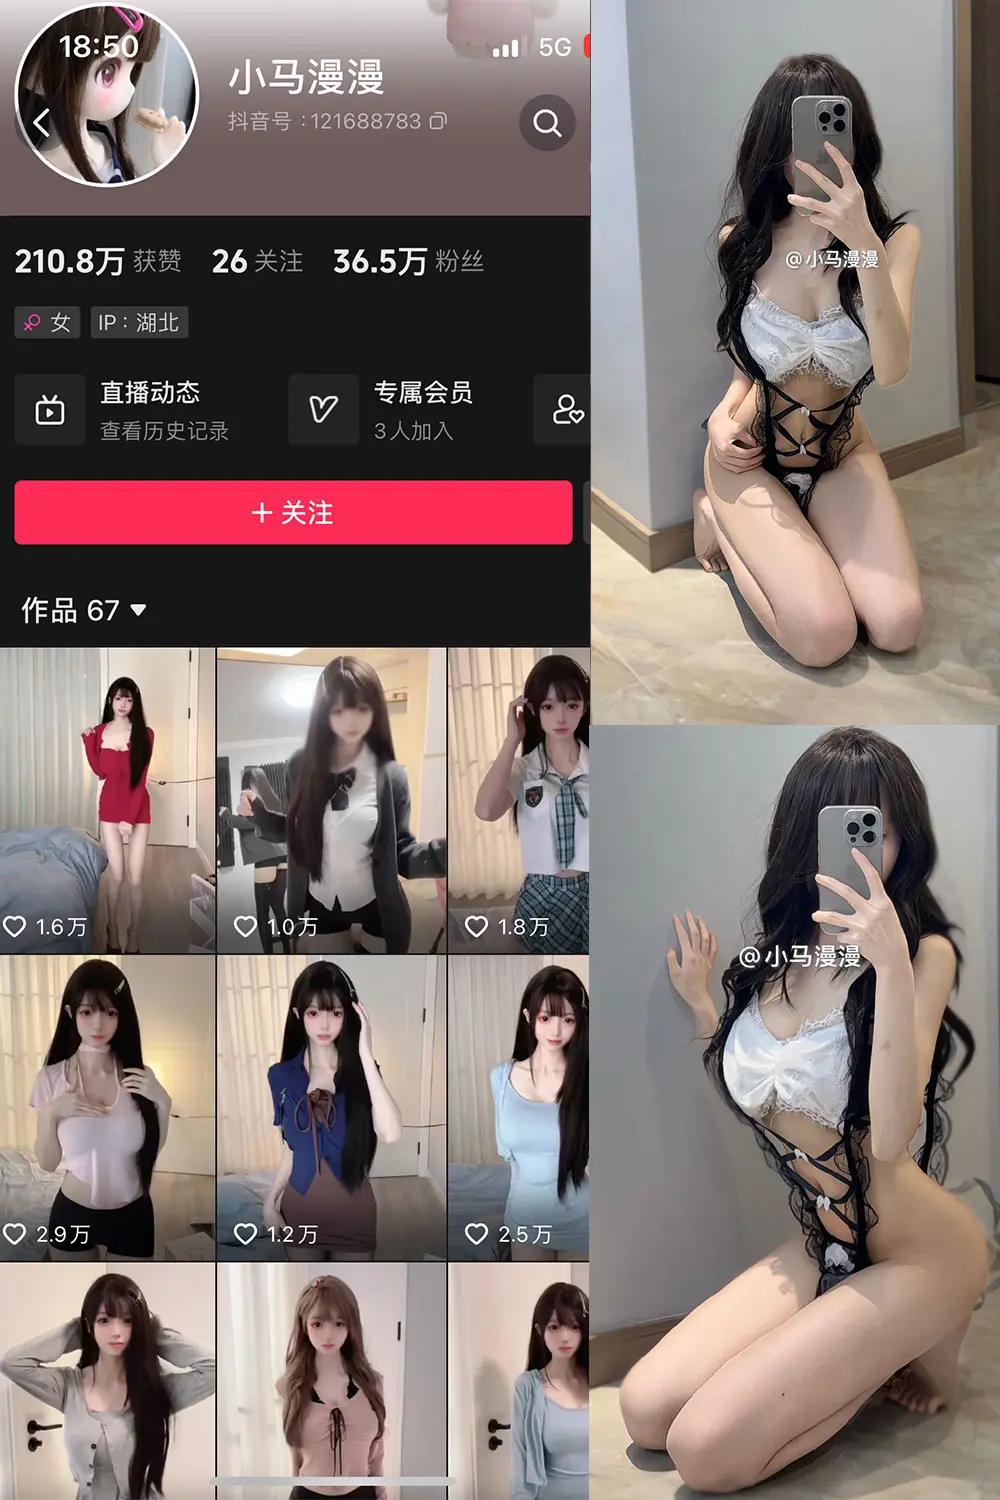 18:50
5G
小马漫漫
抖音号：121688783
210.8万 获赞 26 关注 36.5万 粉丝
女 IP：湖北
直播动态 专属会员
查看历史记录 3人加入
+ 关注
作品 67
1.6万 1.0万 1.8万
2.9万 1.2万 2.5万
@小马漫漫
@小马漫漫